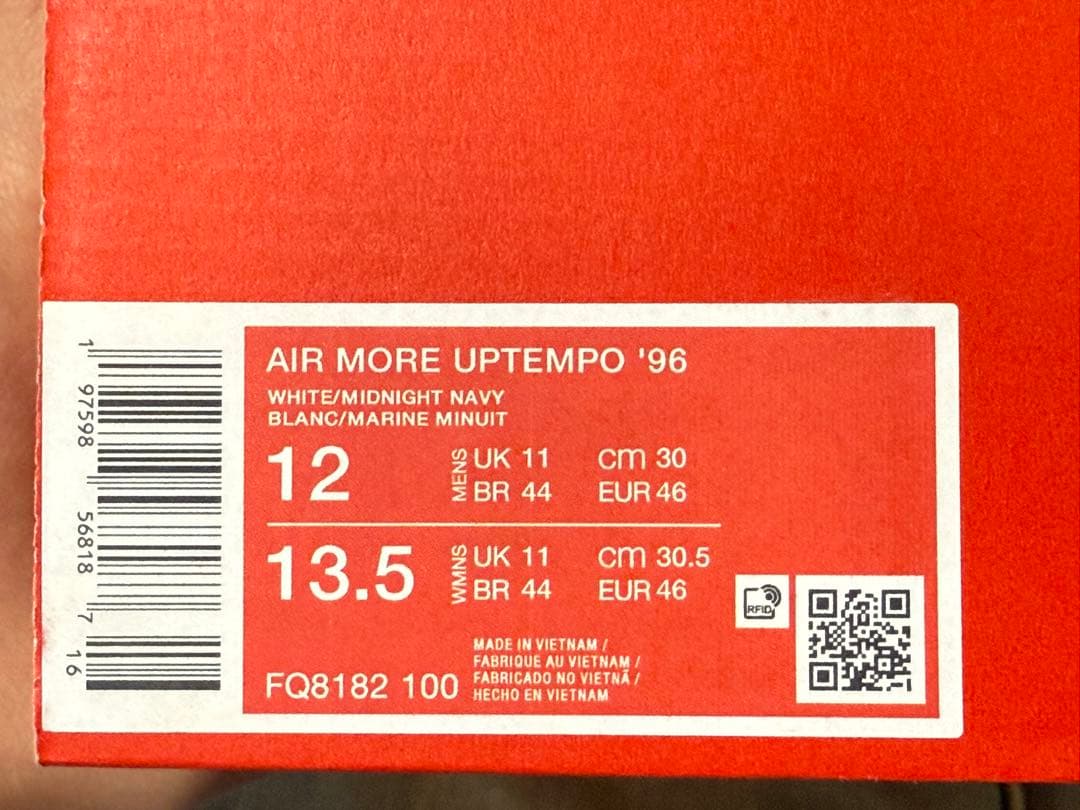 AIR MORE UPTEMPO '96
WHITE/MIDNIGHT NAVY
BLANC/MARINE MINUIT
12 MENS UK 11 cm 30
BR 44 EUR 46
13.5 WMNS UK 11 cm 30.5
BR 44 EUR 46
RFID
MADE IN VIETNAM /
FABRIQUE AU VIETNAM /
FABRICADO NO VIETNÃ /
HECHO EN VIETNAM
FQ8182 100
1 97598 56818 7 16